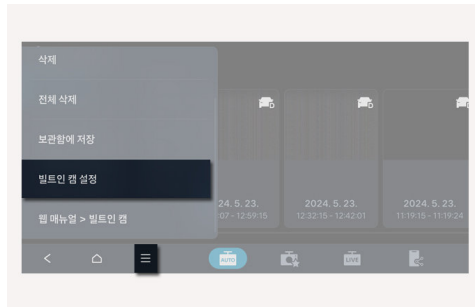 삭제
전체 삭제
보관함에 저장
빌트인 캠 설정
웹 매뉴얼 > 빌트인 캠
24. 5. 23.
07 - 12:59:15
2024. 5. 23.
12:32:15 - 12:42:01
2024. 5. 23.
11:19:15 - 11:19:24
AUTO
LIVE